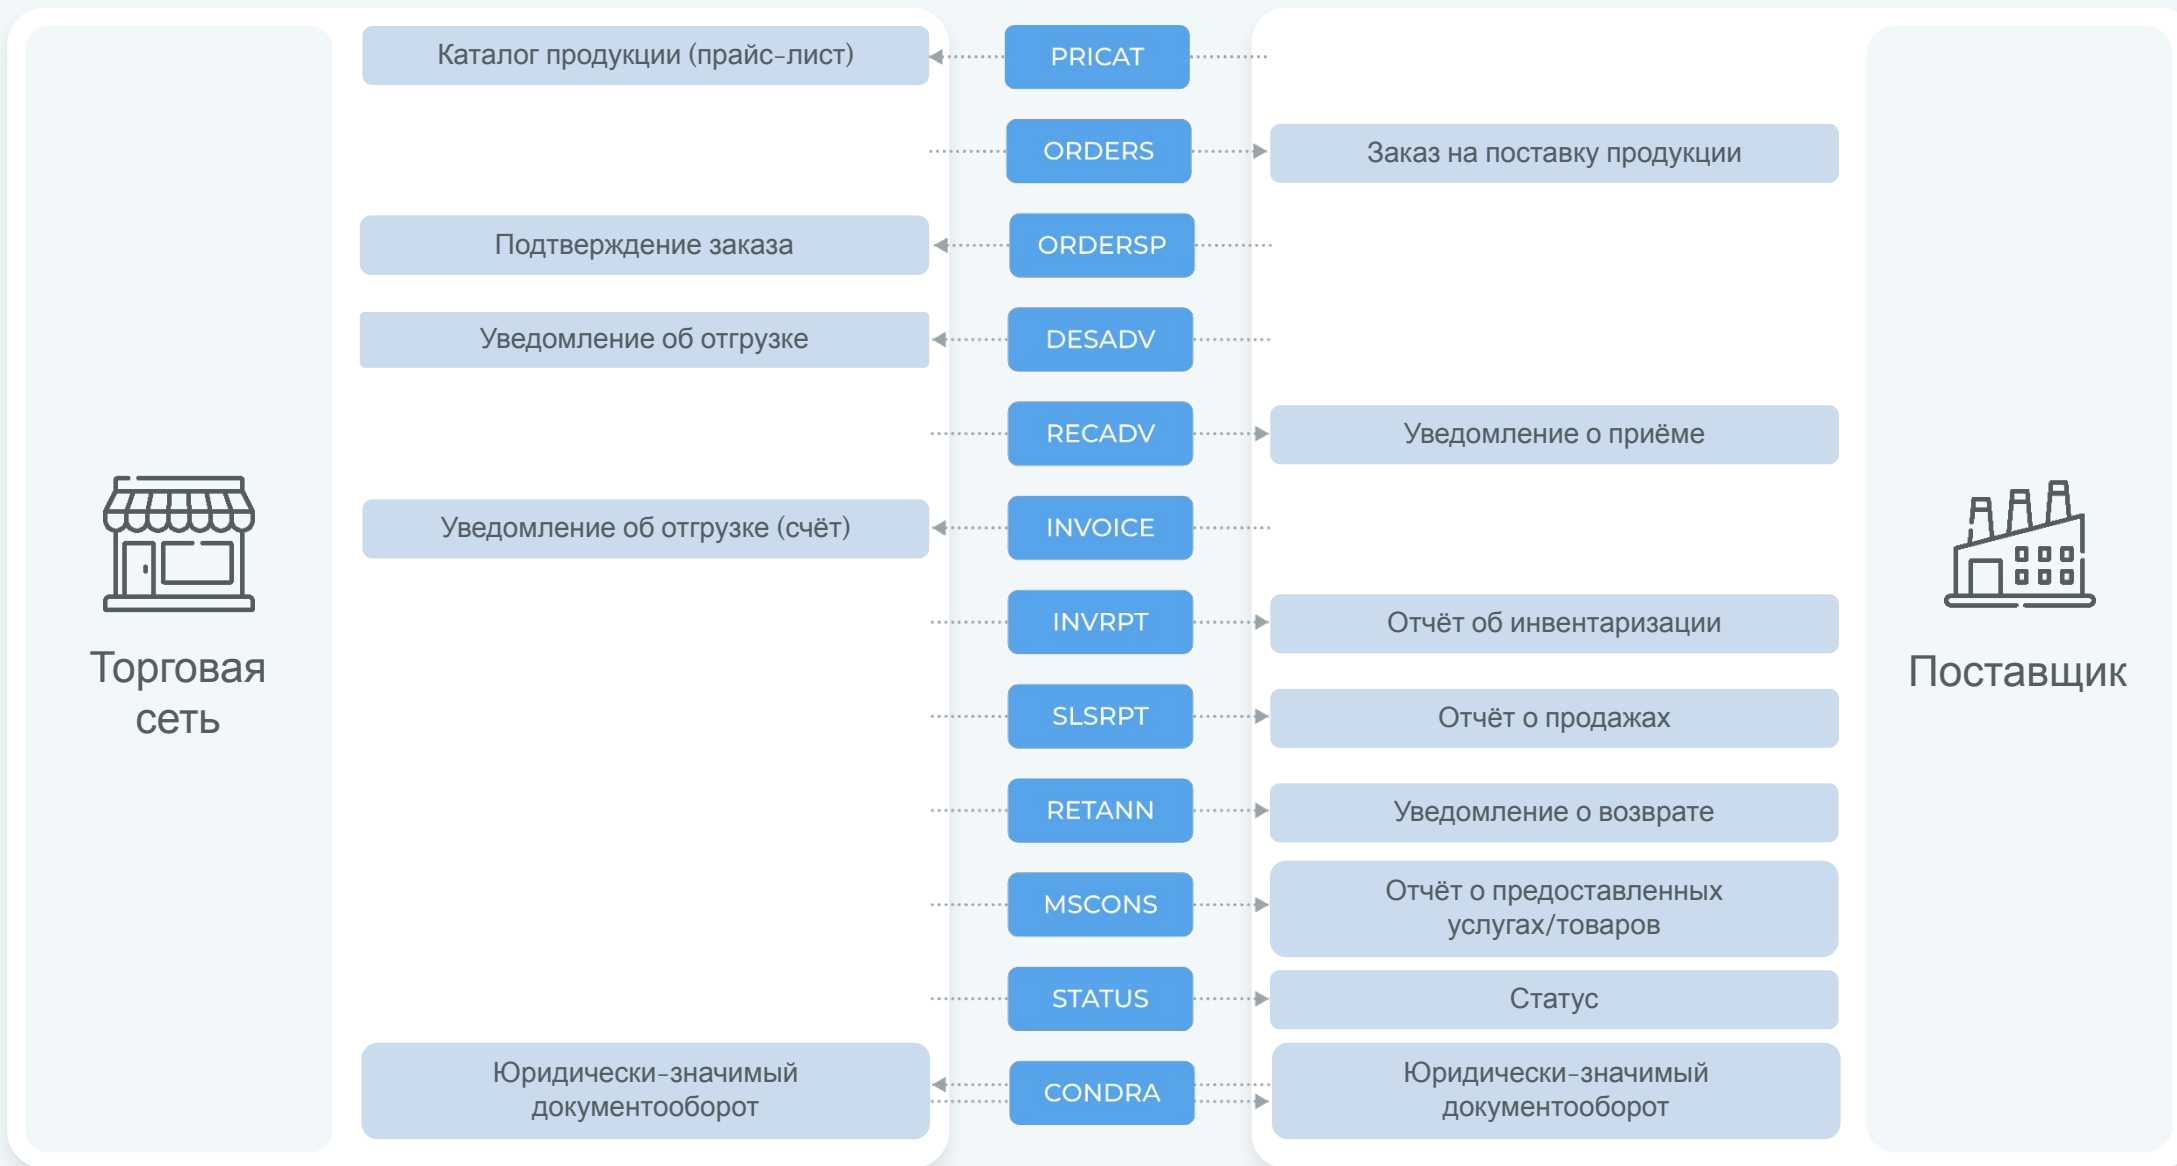 Каталог продукции (прайс-лист)
PRICAT
ORDERS
Заказ на поставку продукции
Подтверждение заказа
ORDERSP
Уведомление об отгрузке
DESADV
RECADV
Уведомление о приёме
Уведомление об отгрузке (счёт)
INVOICE
INVRPT
Отчёт об инвентаризации
Торговая
сеть
Поставщик
SLSRPT
Отчёт о продажах
RETANN
Уведомление о возврате
MSCONS
Отчёт о предоставленных
услугах/товаров
STATUS
Статус
Юридически-значимый
документооборот
CONDRA
Юридически-значимый
документооборот